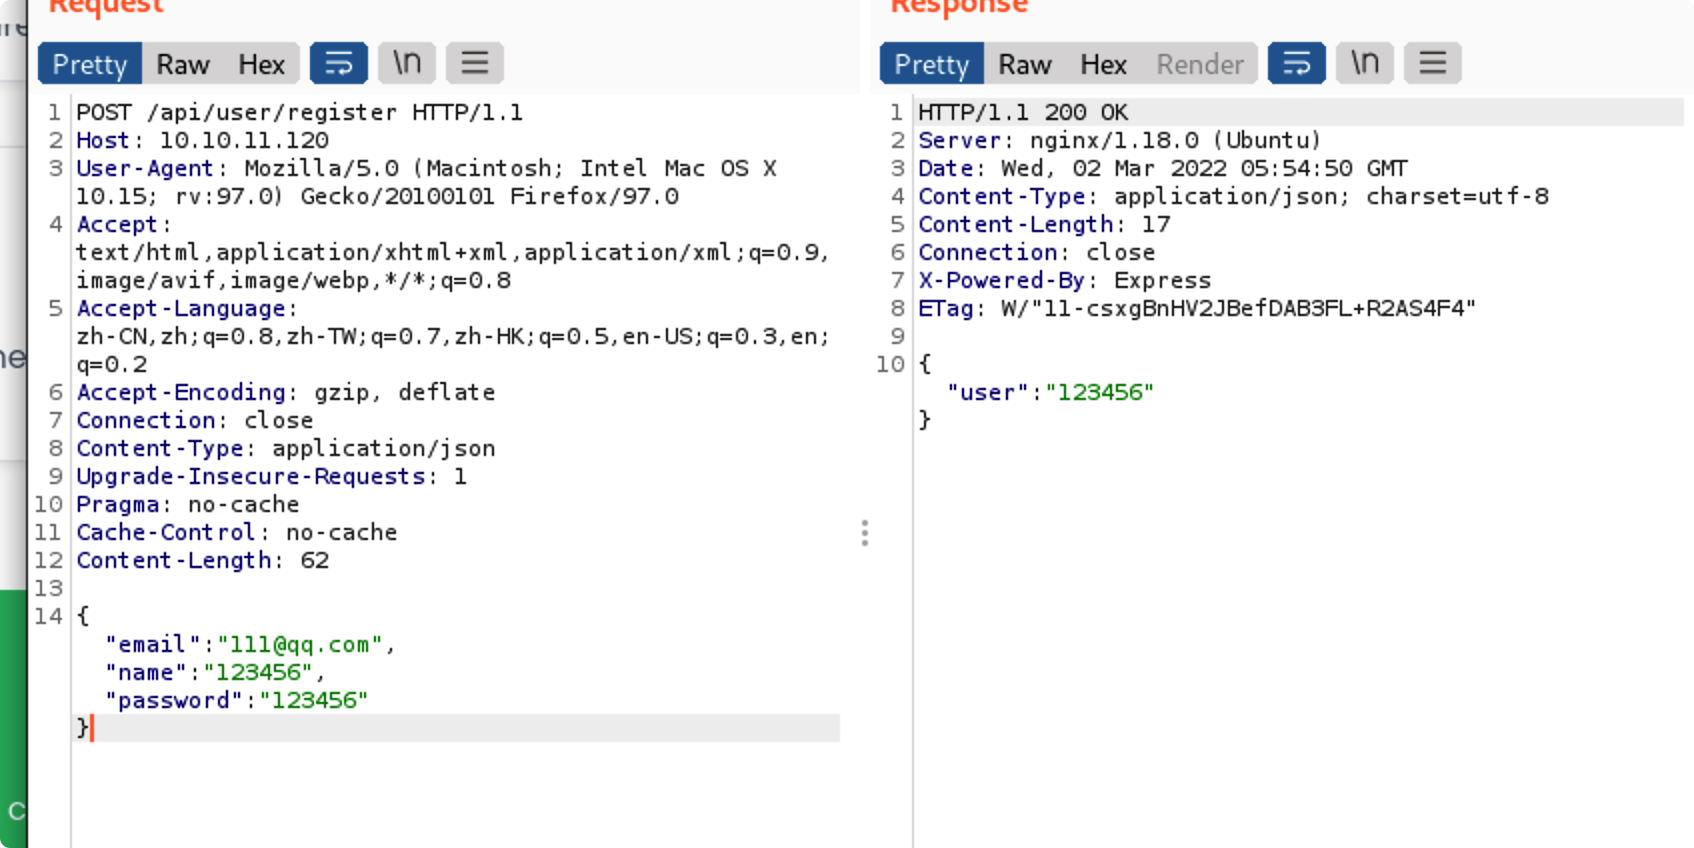 Request
Pretty Raw Hex \n
1 POST /api/user/register HTTP/1.1
2 Host: 10.10.11.120
3 User-Agent: Mozilla/5.0 (Macintosh; Intel Mac OS X
10.15; rv:97.0) Gecko/20100101 Firefox/97.0
4 Accept:
text/html,application/xhtml+xml,application/xml;q=0.9,
image/avif,image/webp,*/*;q=0.8
5 Accept-Language:
zh-CN,zh;q=0.8,zh-TW;q=0.7,zh-HK;q=0.5,en-US;q=0.3,en;
q=0.2
6 Accept-Encoding: gzip, deflate
7 Connection: close
8 Content-Type: application/json
9 Upgrade-Insecure-Requests: 1
10 Pragma: no-cache
11 Cache-Control: no-cache
12 Content-Length: 62
13
14 {
"email":"111@qq.com",
"name":"123456",
"password":"123456"
}
Response
Pretty Raw Hex Render \n
1 HTTP/1.1 200 OK
2 Server: nginx/1.18.0 (Ubuntu)
3 Date: Wed, 02 Mar 2022 05:54:50 GMT
4 Content-Type: application/json; charset=utf-8
5 Content-Length: 17
6 Connection: close
7 X-Powered-By: Express
8 ETag: W/"11-csxgBnHV2JBefDAB3FL+R2AS4F4"
9
10 {
"user":"123456"
}